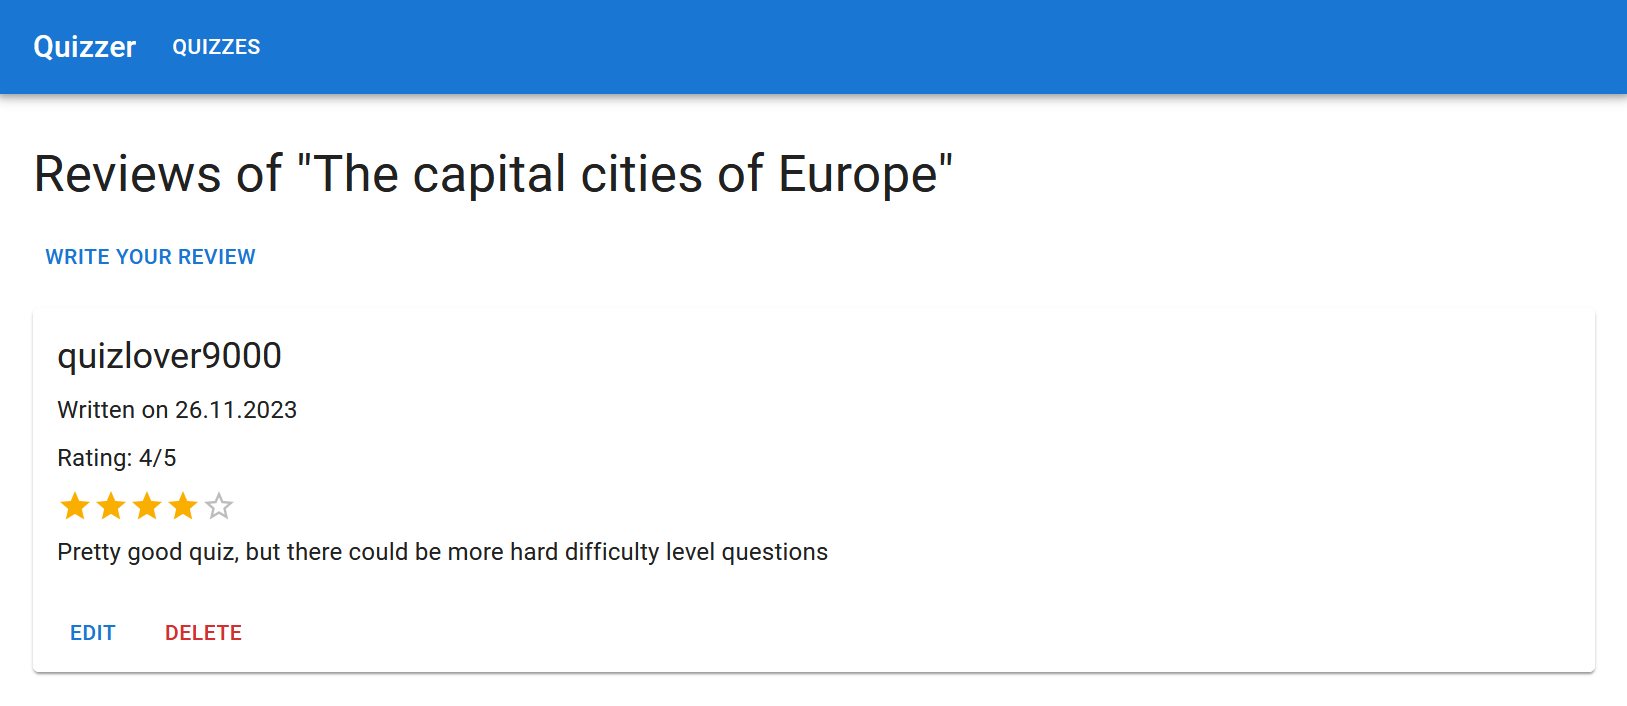 Quizzer QUIZZES
Reviews of "The capital cities of Europe"
WRITE YOUR REVIEW
quizlover9000
Written on 26.11.2023
Rating: 4/5
Pretty good quiz, but there could be more hard difficulty level questions
EDIT DELETE